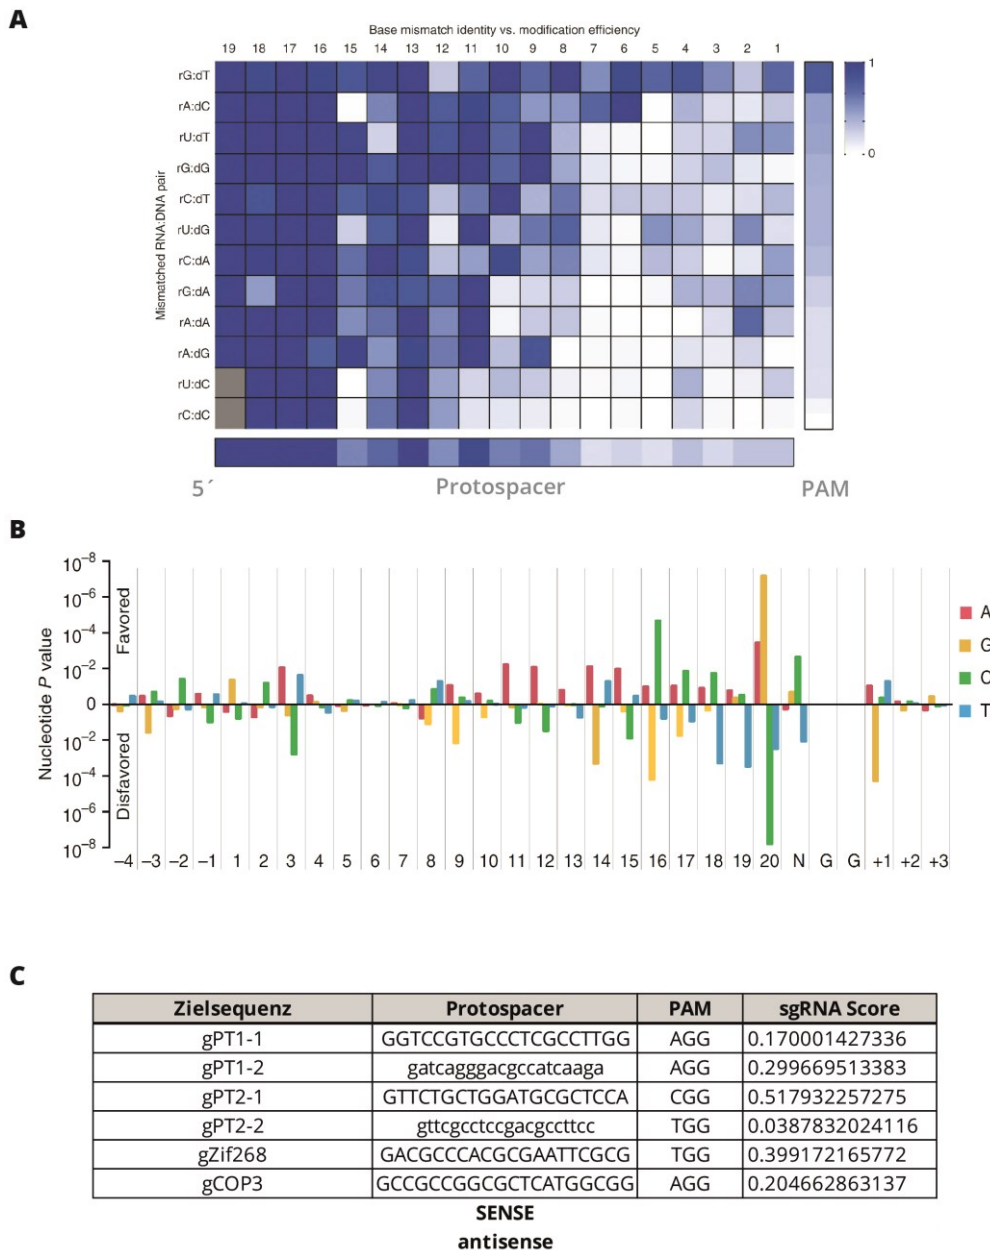 A
Base mismatch identity vs. modification efficiency
19 18 17 16 15 14 13 12 11 10 9 8 7 6 5 4 3 2 1
Mismatched RNA:DNA pair
rG:dT
rA:dC
rU:dT
rG:dG
rC:dT
rU:dG
rC:dA
rG:dA
rA:dA
rA:dG
rU:dC
rC:dC
1
0
5´ Protospacer PAM
B
Nucleotide P value
Favored
Disfavored
10⁻⁸
10⁻⁶
10⁻⁴
10⁻²
0
10⁻²
10⁻⁴
10⁻⁶
10⁻⁸
−4 −3 −2 −1 1 2 3 4 5 6 7 8 9 10 11 12 13 14 15 16 17 18 19 20 N G G +1 +2 +3
A
G
T
C
Zielsequenz Protospacer PAM sgRNA Score
gPT1-1 GGTCCGTGCCCTCGCCTTGG AGG 0.170001427336
gPT1-2 gatcagggacgccatcaaga AGG 0.299669513383
gPT2-1 GTTCTGCTGGATGCGCTCCA CGG 0.517932257275
gPT2-2 gttcgcctccgacgccttcc TGG 0.0387832024116
gZif268 GACGCCCACGCGAATTCGCG TGG 0.399172165772
gCOP3 GCCGCCGGCGCTCATGGCGG AGG 0.204662863137
SENSE
antisense